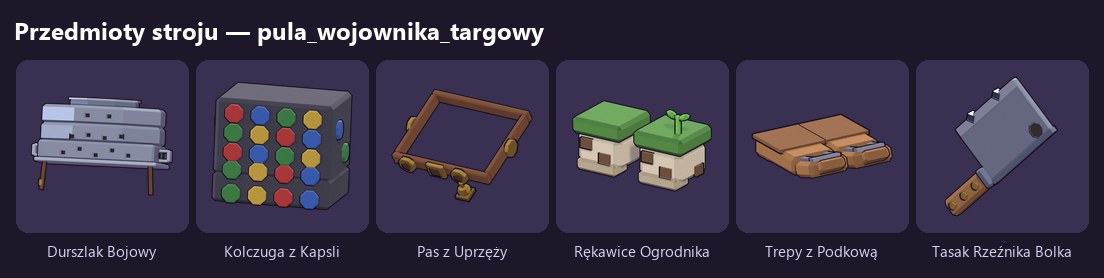 Przedmioty stroju — pula_wojownika_targowy
Durszlak Bojowy
Kolczuga z Kapsli
Pas z Uprzęży
Rękawice Ogrodnika
Trepy z Podkową
Tasak Rzeźnika Bolka